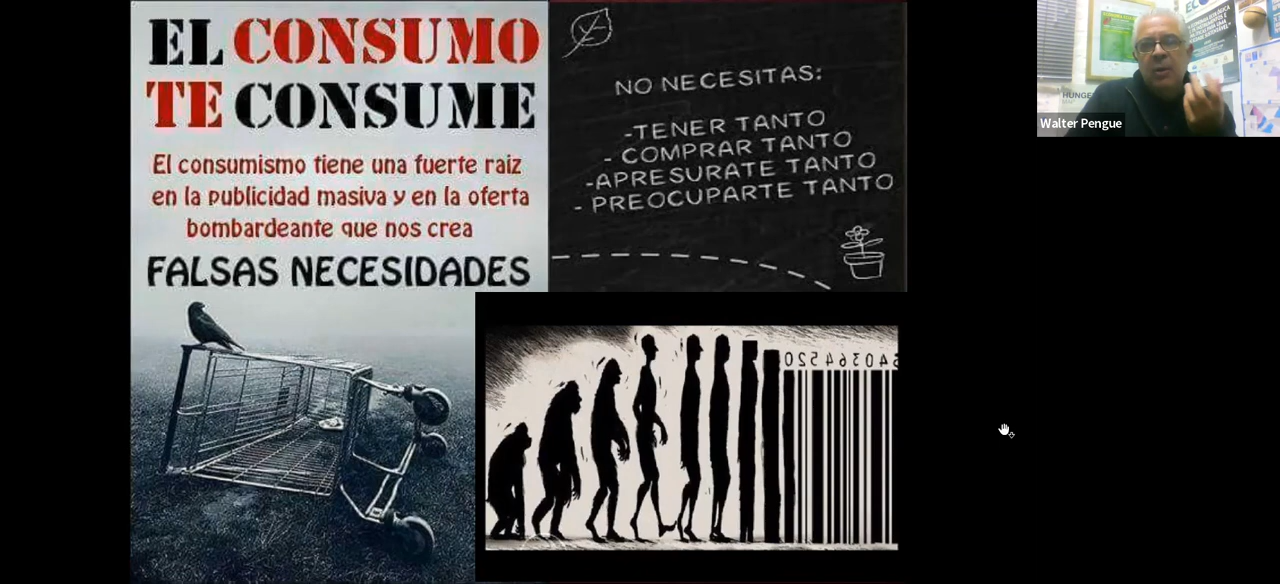 EL CONSUMO
TE CONSUME
El consumismo tiene una fuerte raiz
en la publicidad masiva y en la oferta
bombardeante que nos crea
FALSAS NECESIDADES
NO NECESITAS:
-TENER TANTO
- COMPRAR TANTO
-APRESURATE TANTO
- PREOCUPARTE TANTO
Walter Pengue